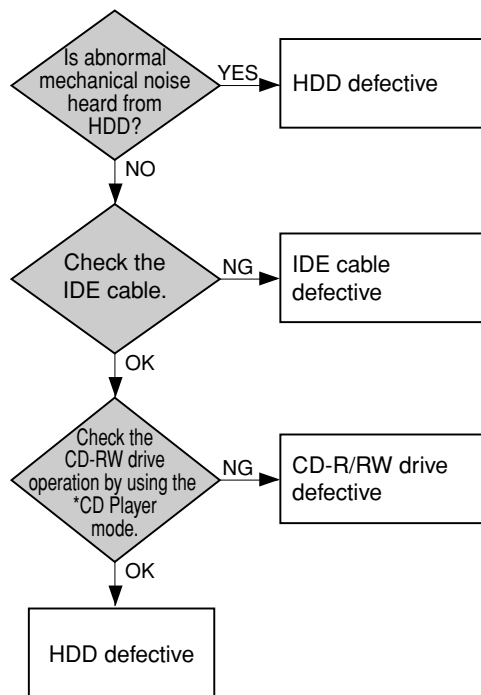 Is abnormal
mechanical noise
heard from
HDD?
YES
HDD defective
NO
Check the
IDE cable.
NG
IDE cable
defective
OK
Check the
CD-RW drive
operation by using the
*CD Player
mode.
NG
CD-R/RW drive
defective
OK
HDD defective